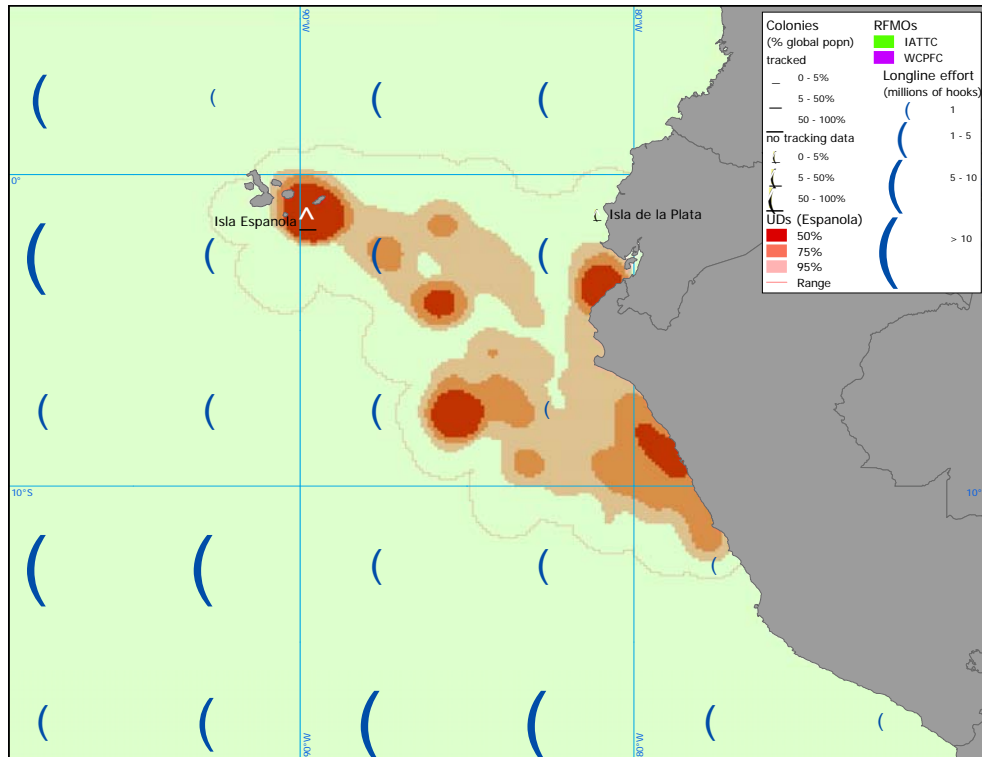 90°W
80°W
Colonies
(% global popn)
tracked
0 - 5%
5 - 50%
50 - 100%
no tracking data
0 - 5%
5 - 50%
50 - 100%
UDs (Espanola)
50%
75%
95%
Range
RFMOs
IATTC
WCPFC
Longline effort
(millions of hooks)
1
1 - 5
5 - 10
> 10
0°
Isla Espanola
Isla de la Plata
10°S
10°
90°W
80°W